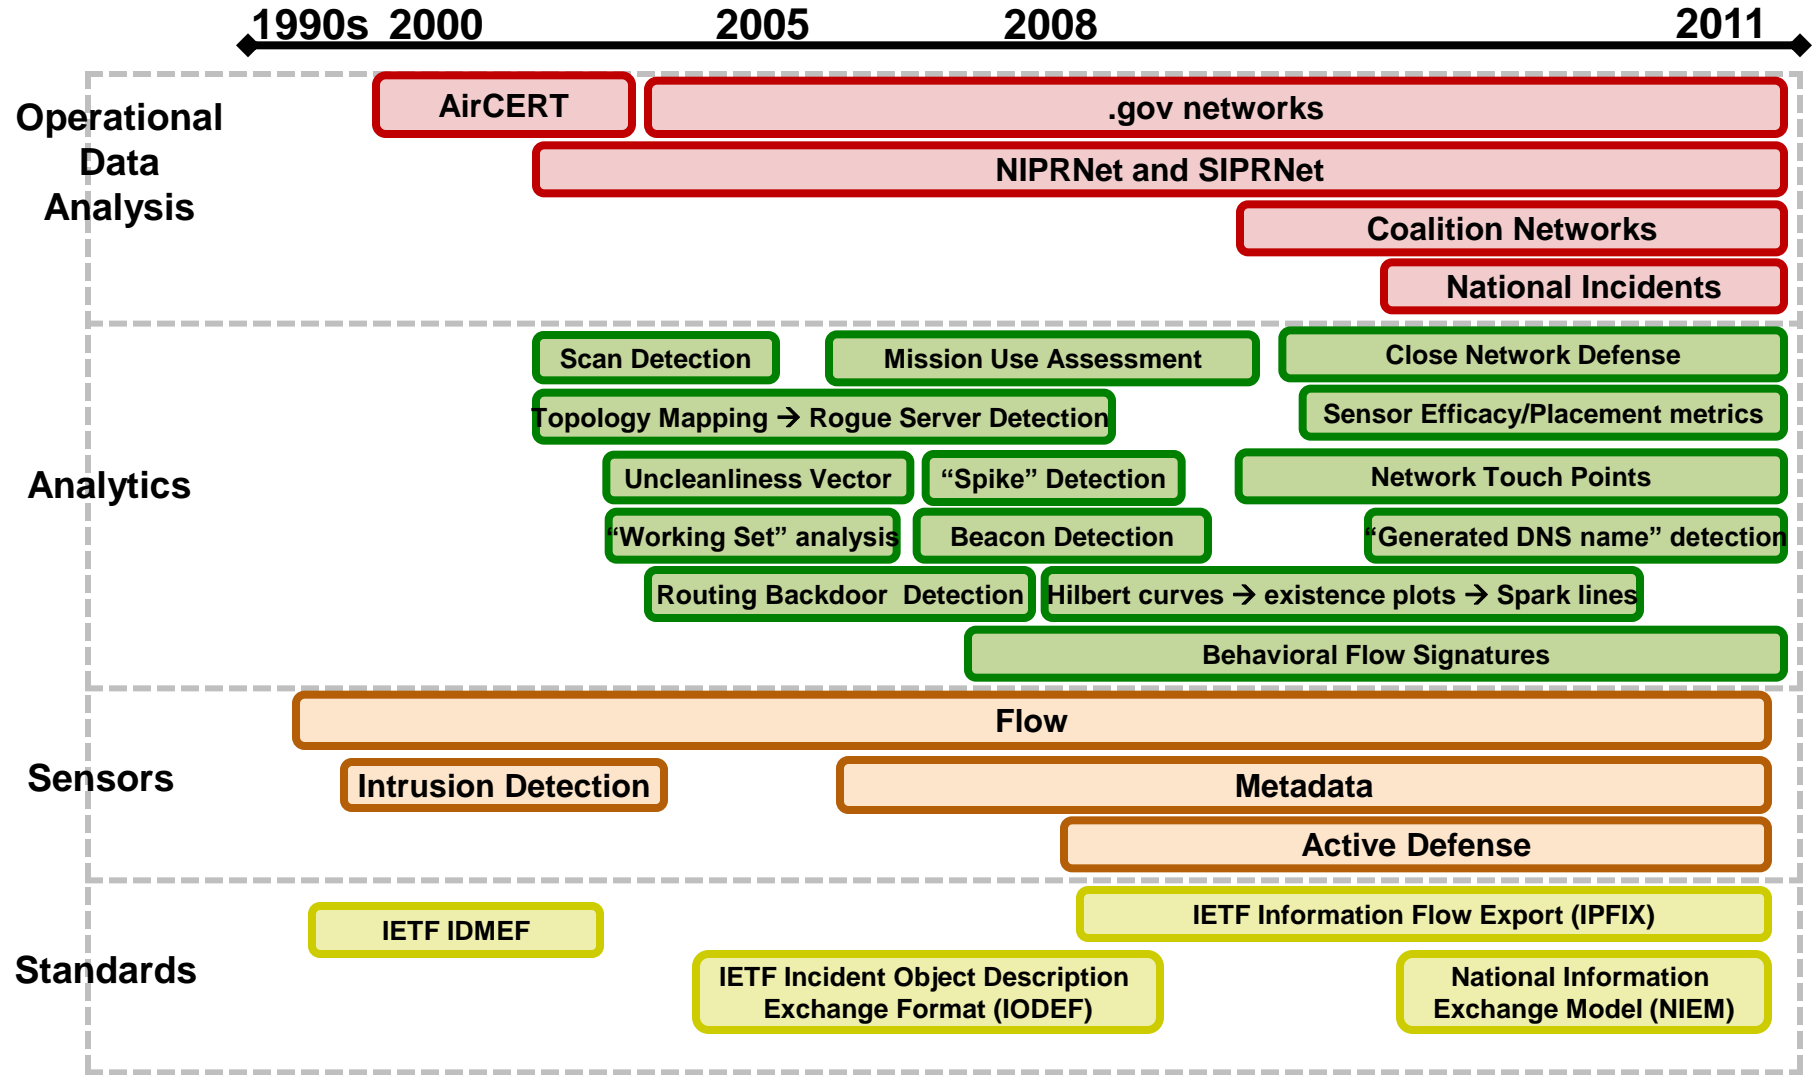 1990s 2000 2005 2008 2011
Operational
Data
Analysis
AirCERT
.gov networks
NIPRNet and SIPRNet
Coalition Networks
National Incidents
Analytics
Scan Detection
Mission Use Assessment
Close Network Defense
Topology Mapping → Rogue Server Detection
Sensor Efficacy/Placement metrics
Uncleanliness Vector
“Spike” Detection
Network Touch Points
“Working Set” analysis
Beacon Detection
“Generated DNS name” detection
Routing Backdoor Detection
Hilbert curves → existence plots → Spark lines
Behavioral Flow Signatures
Sensors
Flow
Intrusion Detection
Metadata
Active Defense
Standards
IETF IDMEF
IETF Information Flow Export (IPFIX)
IETF Incident Object Description
Exchange Format (IODEF)
National Information
Exchange Model (NIEM)